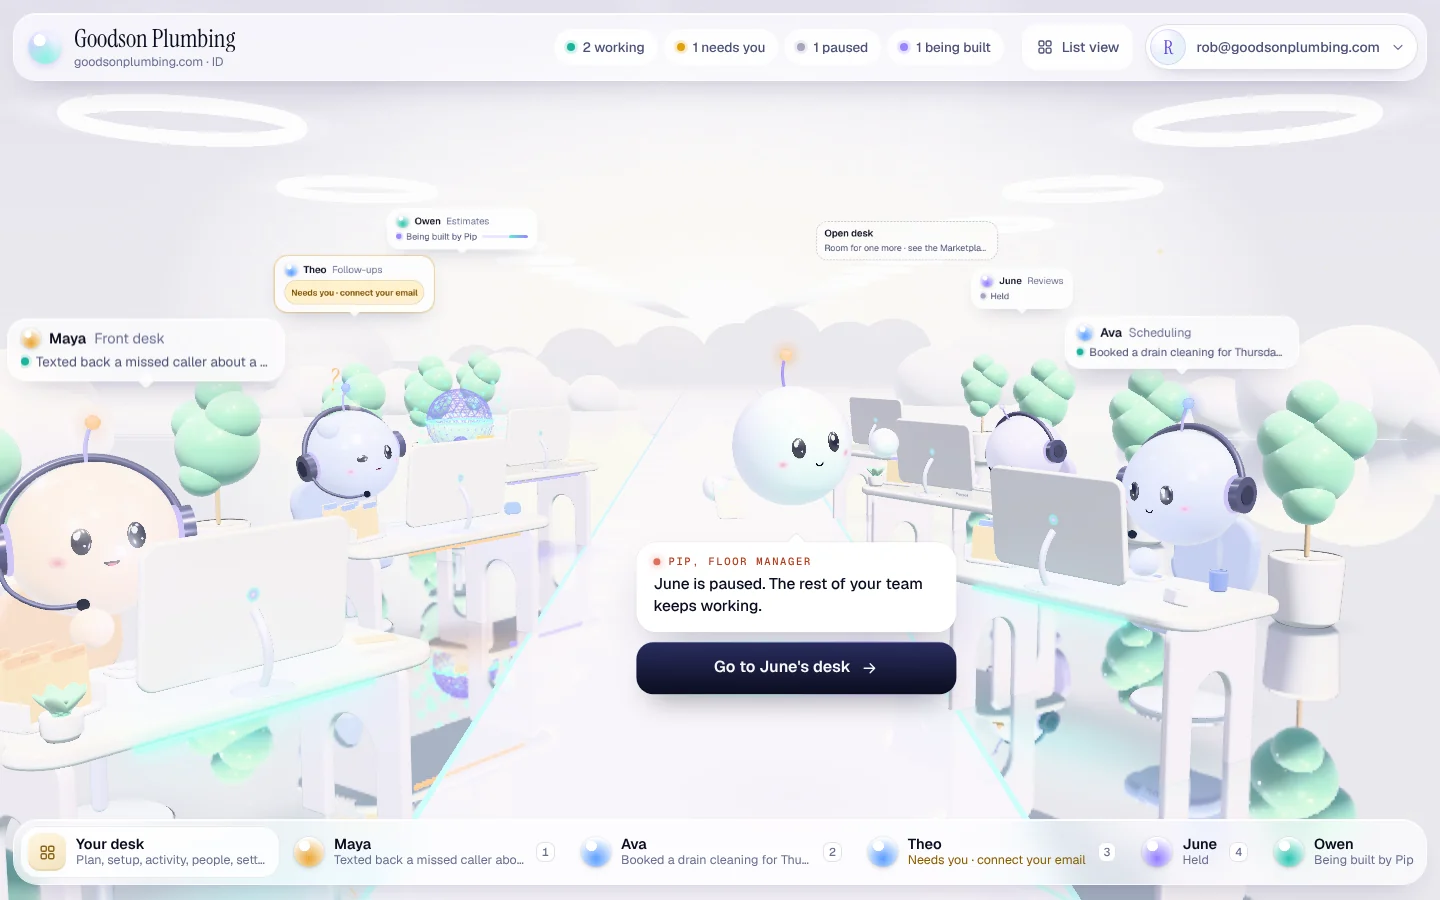 Goodson Plumbing
goodsonplumbing.com · ID
2 working
1 needs you
1 paused
1 being built
List view
R
rob@goodsonplumbing.com
Owen Estimates
Being built by Pip
Open desk
Room for one more · see the Marketpla...
Theo Follow-ups
Needs you · connect your email
June Reviews
Held
Maya Front desk
Texted back a missed caller about a ...
Ava Scheduling
Booked a drain cleaning for Thursda...
PIP, FLOOR MANAGER
June is paused. The rest of your team
keeps working.
Go to June's desk →
Your desk
Plan, setup, activity, people, sett...
Maya
Texted back a missed caller abo...
1
Ava
Booked a drain cleaning for Thu...
2
Theo
Needs you · connect your email
3
June
Held
4
Owen
Being built by Pip